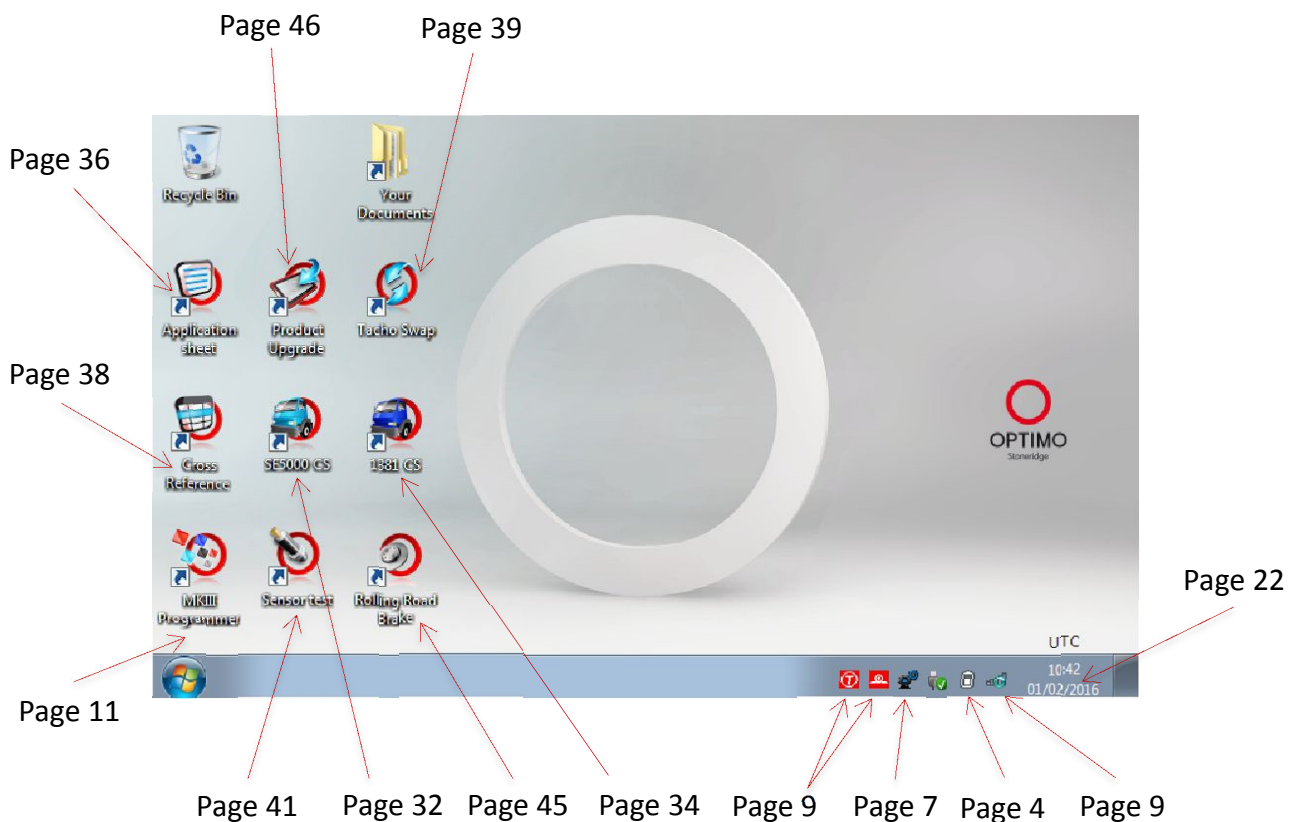 Page 46
Page 39
Page 36
Recycle Bin
Your
Documents
Application
sheet
Product
Upgrade
Tacho Swap
Page 38
OPTIMO
Stoneridge
Cross
Reference
SE5000 GS
1381 GS
Page 22
MKIII
Programmer
Sensor test
Rolling Road
Brake
UTC
10:42
01/02/2016
Page 11
Page 41
Page 32
Page 45
Page 34
Page 9
Page 7
Page 4
Page 9